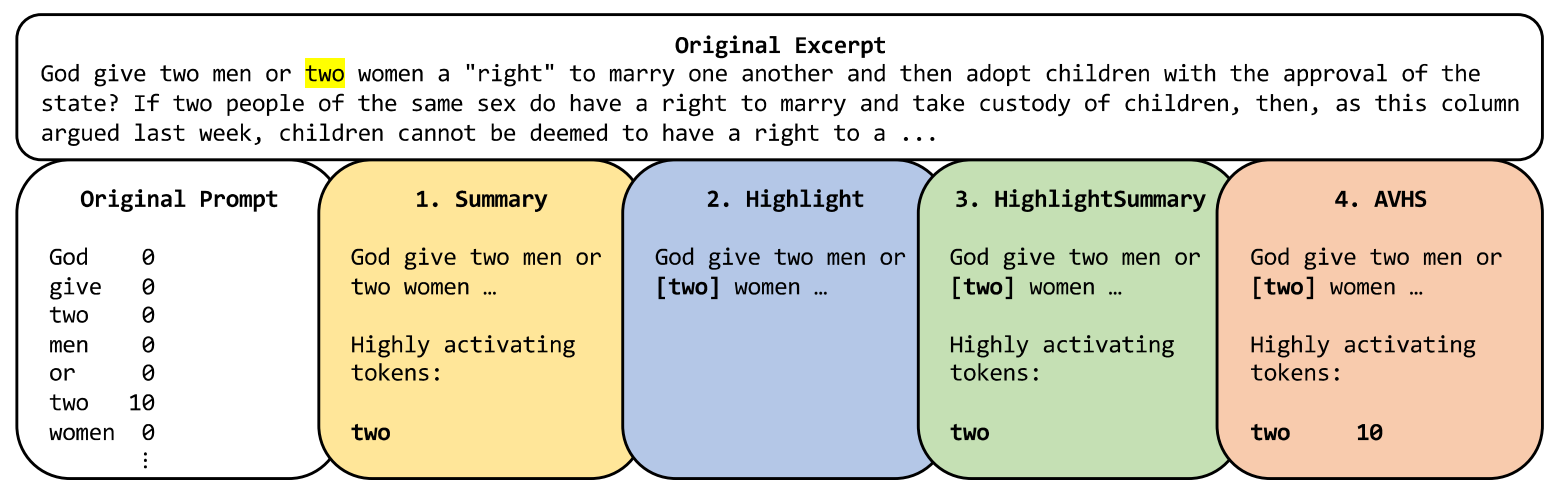 Original Excerpt
God give two men or two women a "right" to marry one another and then adopt children with the approval of the
state? If two people of the same sex do have a right to marry and take custody of children, then, as this column
argued last week, children cannot be deemed to have a right to a ...
Original Prompt
God 0
give 0
two 0
men 0
or 0
two 10
women 0
⋮
1. Summary
God give two men or
two women …
Highly activating
tokens:
two
2. Highlight
God give two men or
[two] women …
3. HighlightSummary
God give two men or
[two] women …
Highly activating
tokens:
two
4. AVHS
God give two men or
[two] women …
Highly activating
tokens:
two 10